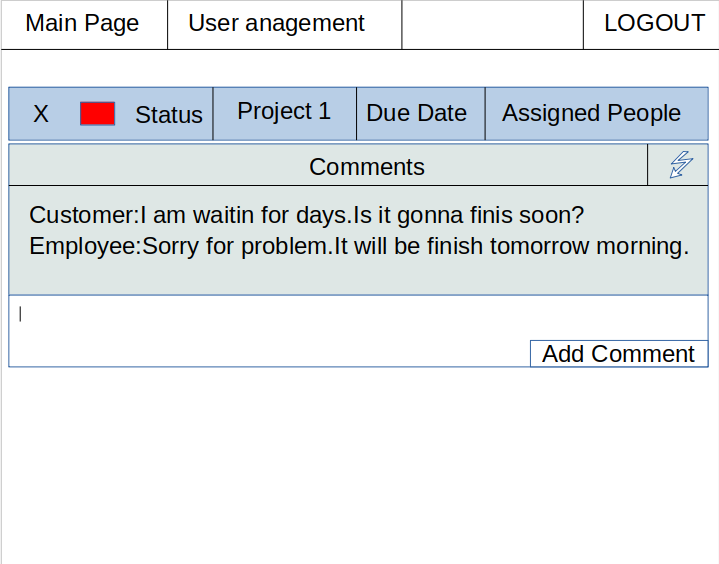 Main Page User anagement LOGOUT
X Status Project 1 Due Date Assigned People
Comments
Customer:I am waitin for days.Is it gonna finis soon?
Employee:Sorry for problem.It will be finish tomorrow morning.
Add Comment